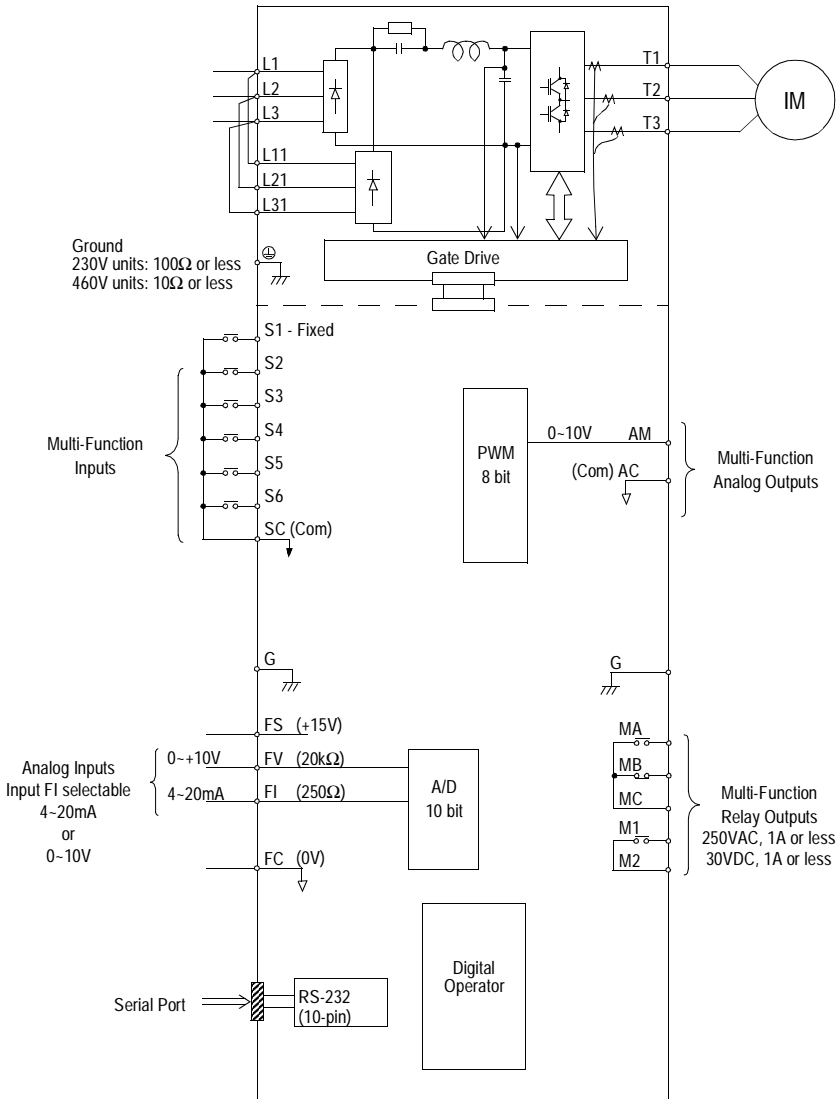 L1
L2
L3
L11
L21
L31
T1
T2
T3
IM
Ground
230V units: 100Ω or less
460V units: 10Ω or less
Gate Drive
S1 - Fixed
S2
S3
S4
S5
S6
SC (Com)
Multi-Function
Inputs
PWM
8 bit
0~10V
AM
(Com) AC
Multi-Function
Analog Outputs
G
G
FS (+15V)
0~+10V
FV (20kΩ)
4~20mA
FI (250Ω)
FC (0V)
Analog Inputs
Input FI selectable
4~20mA
or
0~10V
A/D
10 bit
MA
MB
MC
M1
M2
Multi-Function
Relay Outputs
250VAC, 1A or less
30VDC, 1A or less
Digital
Operator
Serial Port
RS-232
(10-pin)